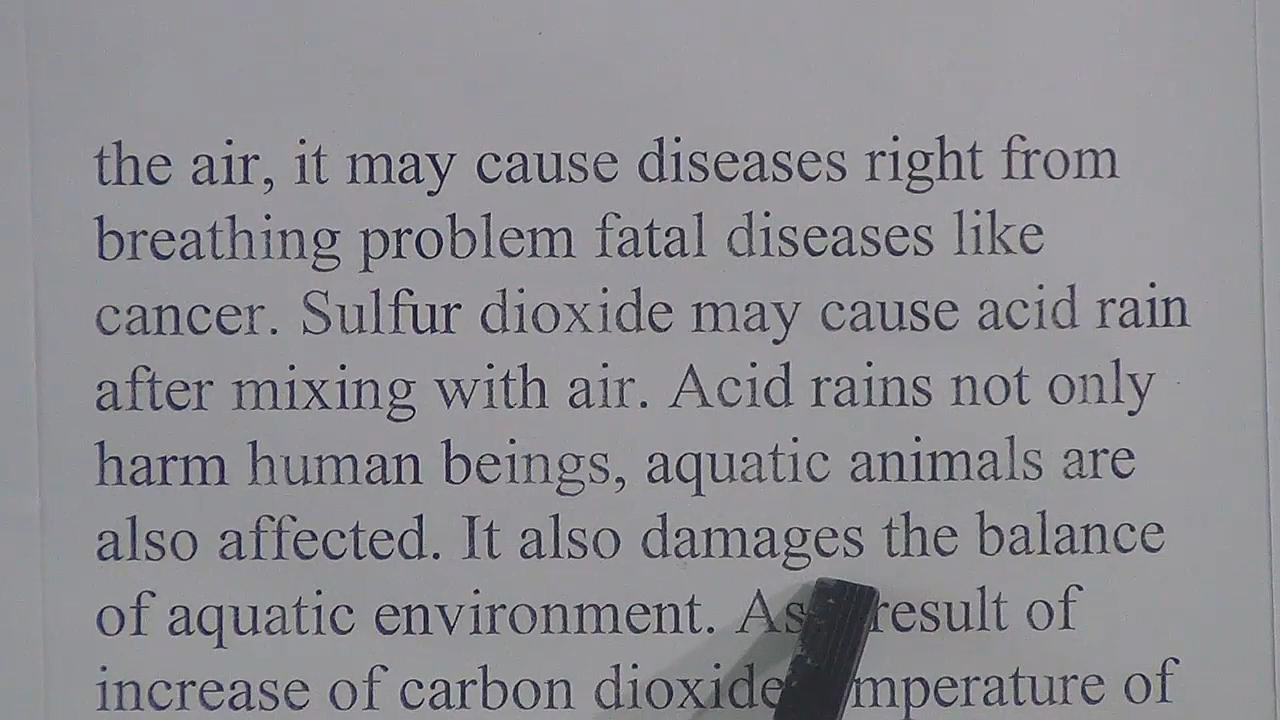 the air, it may cause diseases right from
breathing problem fatal diseases like
cancer. Sulfur dioxide may cause acid rain
after mixing with air. Acid rains not only
harm human beings, aquatic animals are
also affected. It also damages the balance
of aquatic environment. As result of
increase of carbon dioxide of